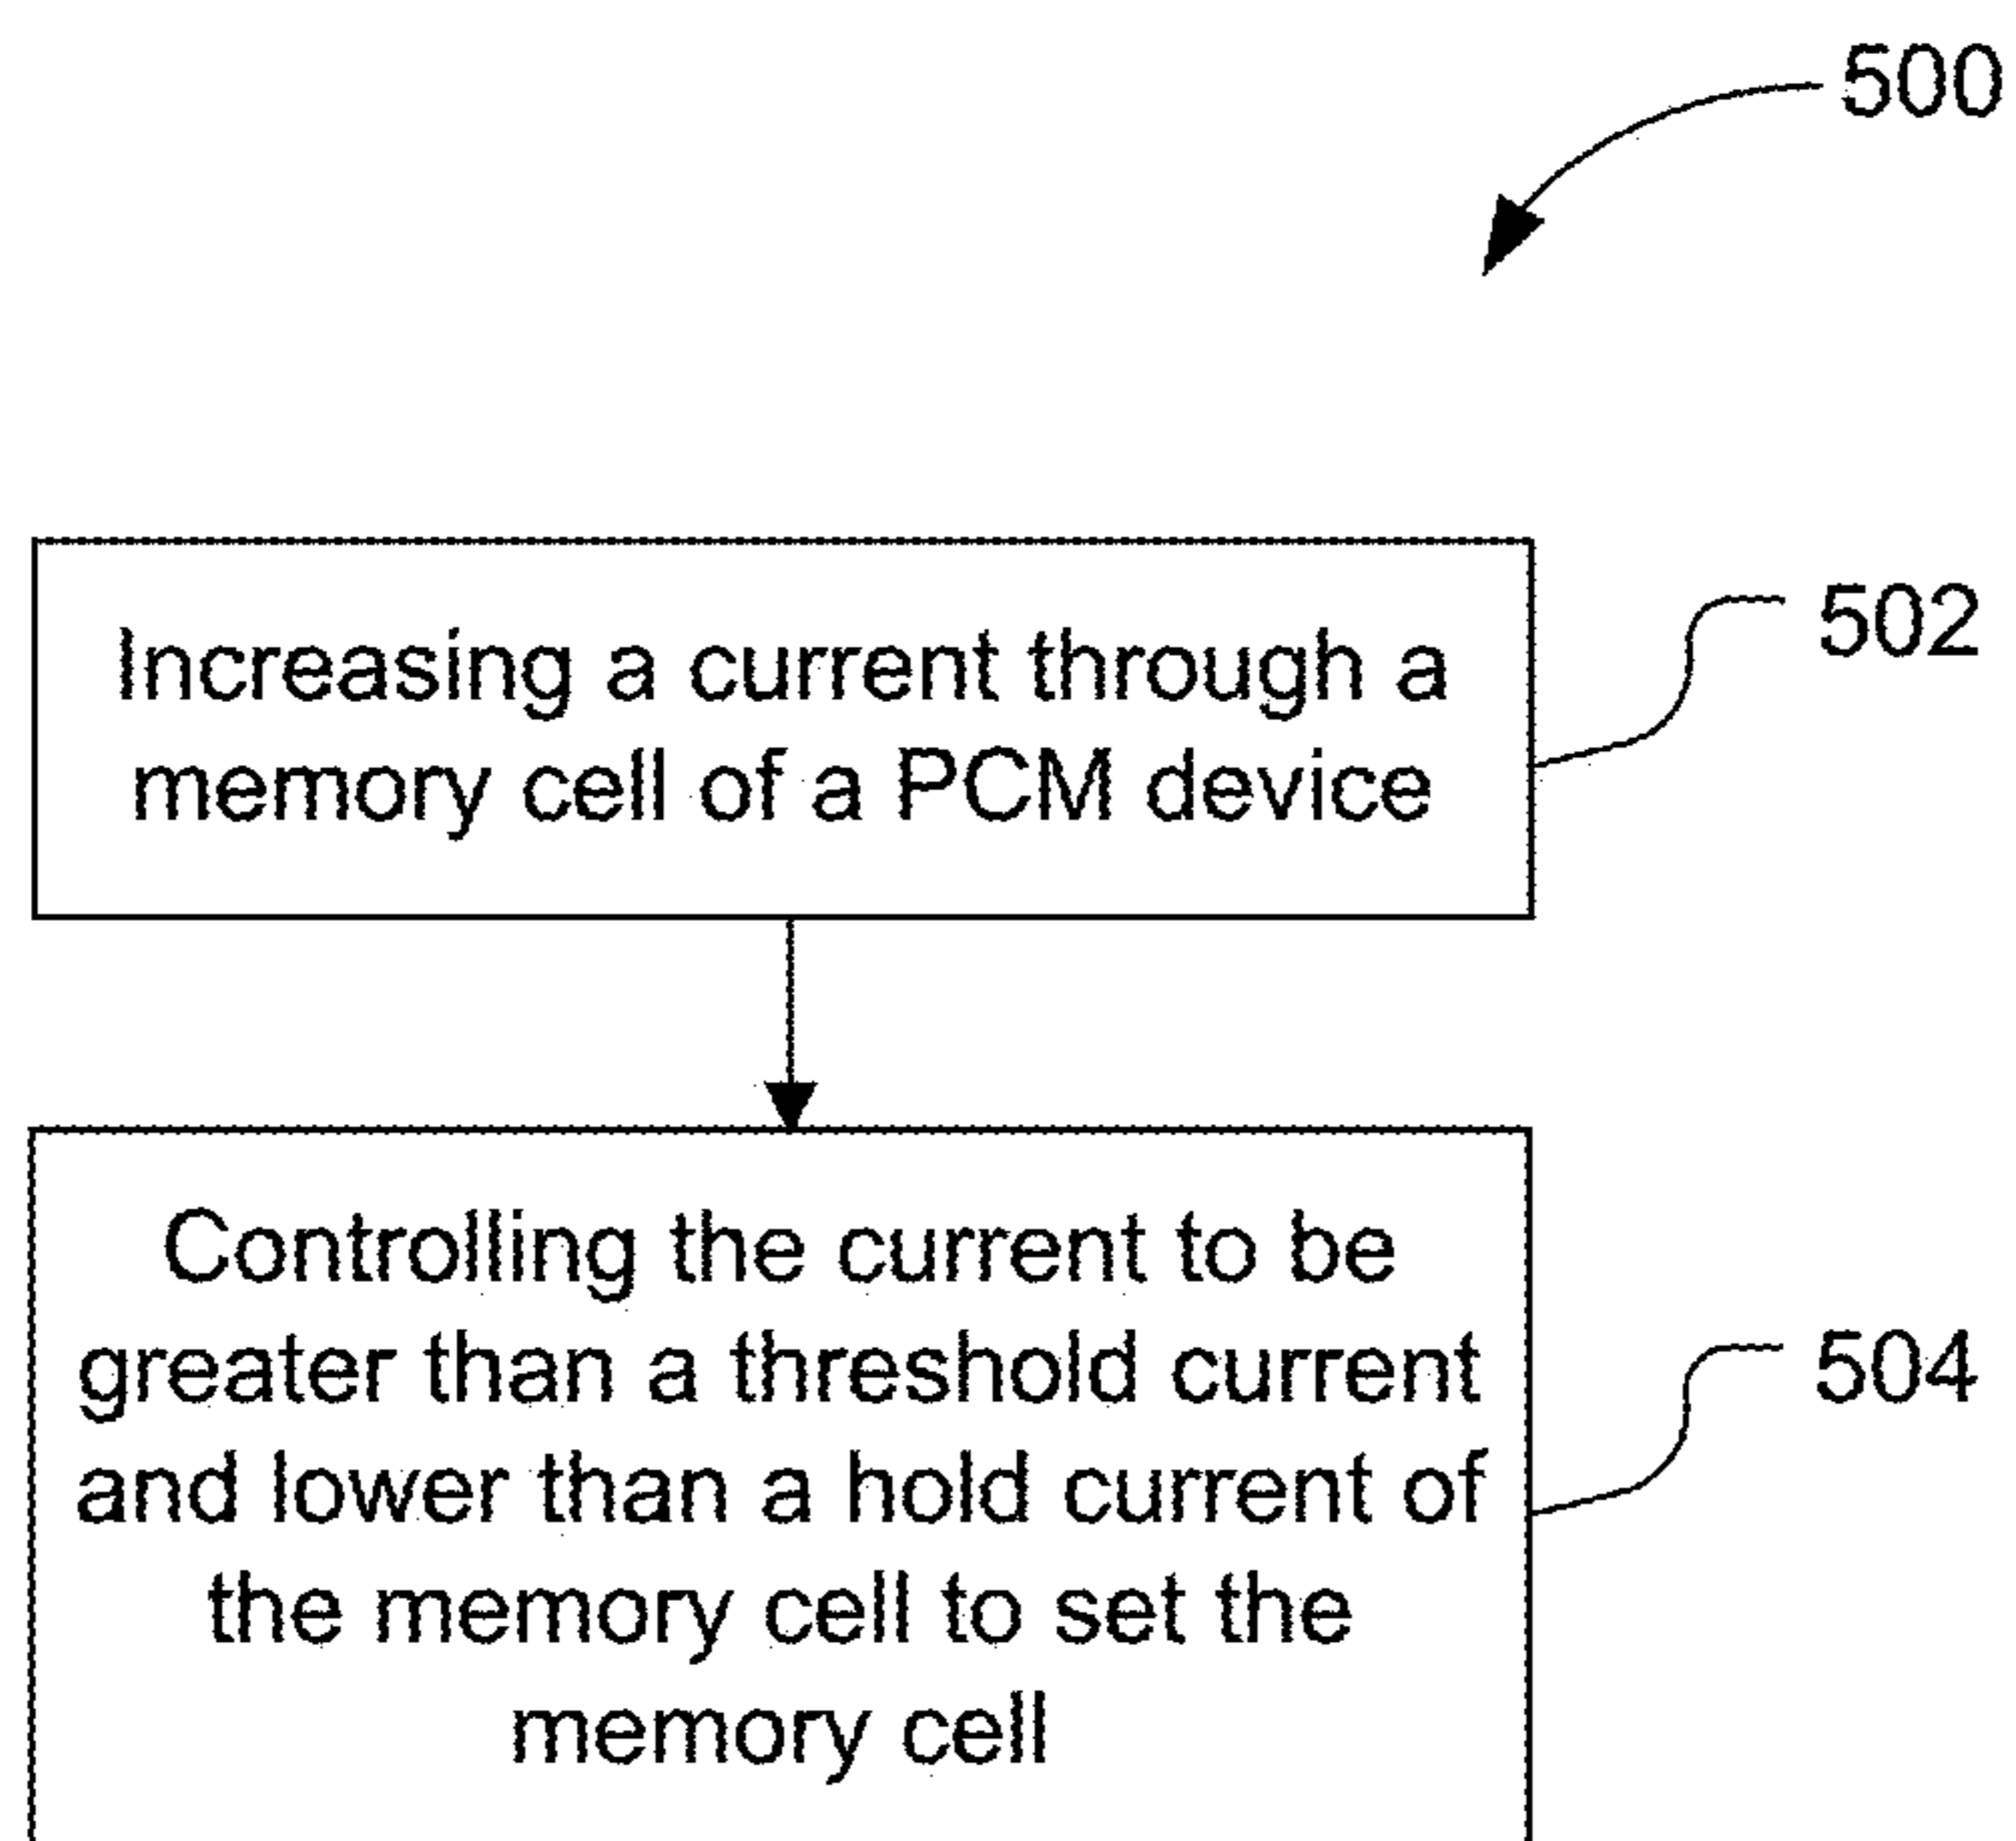 500
Increasing a current through a
memory cell of a PCM device
502
Controlling the current to be
greater than a threshold current
and lower than a hold current of
the memory cell to set the
memory cell
504